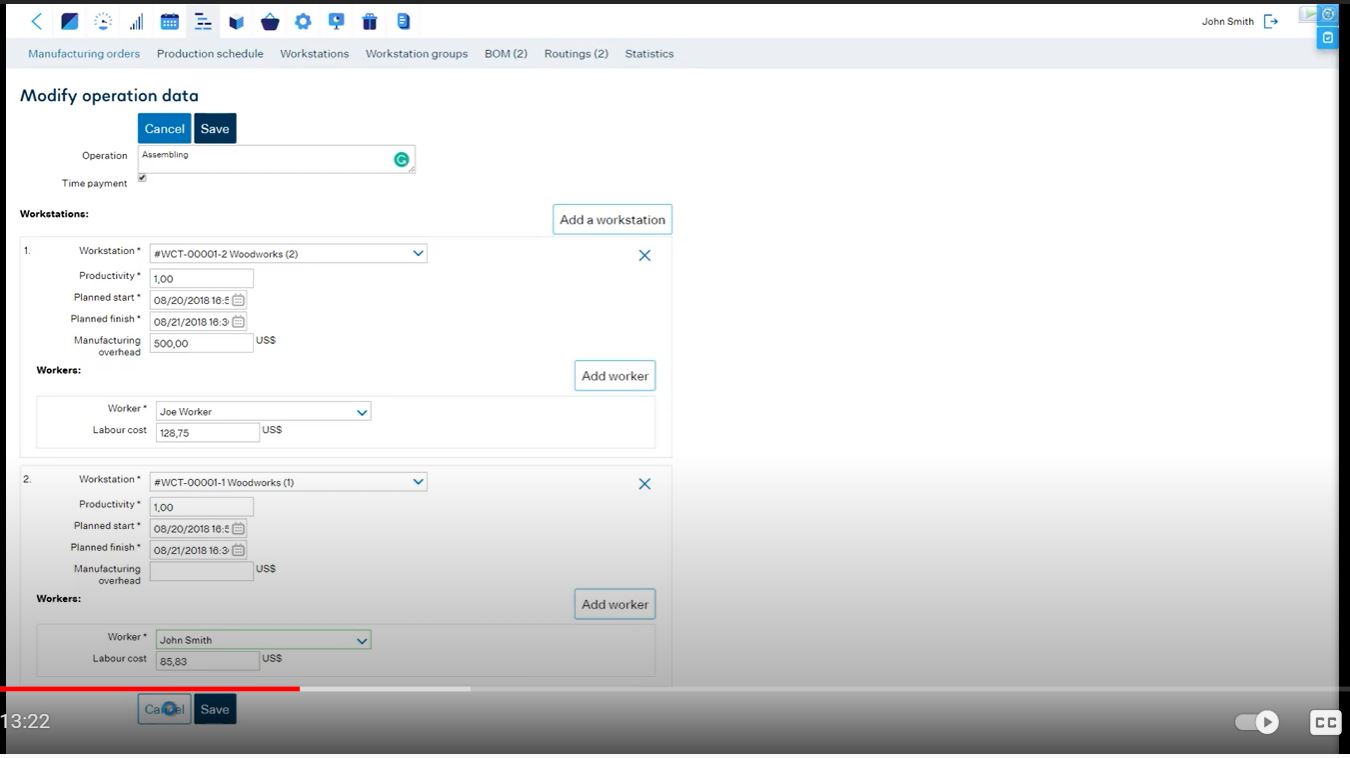 John Smith
Manufacturing orders Production schedule Workstations Workstation groups BOM (2) Routings (2) Statistics
Modify operation data
Cancel Save
Operation Assembling
Time payment
Workstations:
Add a workstation
1. Workstation * #WCT-00001-2 Woodworks (2)
Productivity * 1,00
Planned start * 08/20/2018 16:5
Planned finish * 08/21/2018 16:3
Manufacturing overhead 500,00 US$
Workers:
Add worker
Worker * Joe Worker
Labour cost 128,75 US$
2. Workstation * #WCT-00001-1 Woodworks (1)
Productivity * 1,00
Planned start * 08/20/2018 16:5
Planned finish * 08/21/2018 16:3
Manufacturing overhead US$
Workers:
Add worker
Worker * John Smith
Labour cost 85,83 US$
Cancel Save
13:22
CC